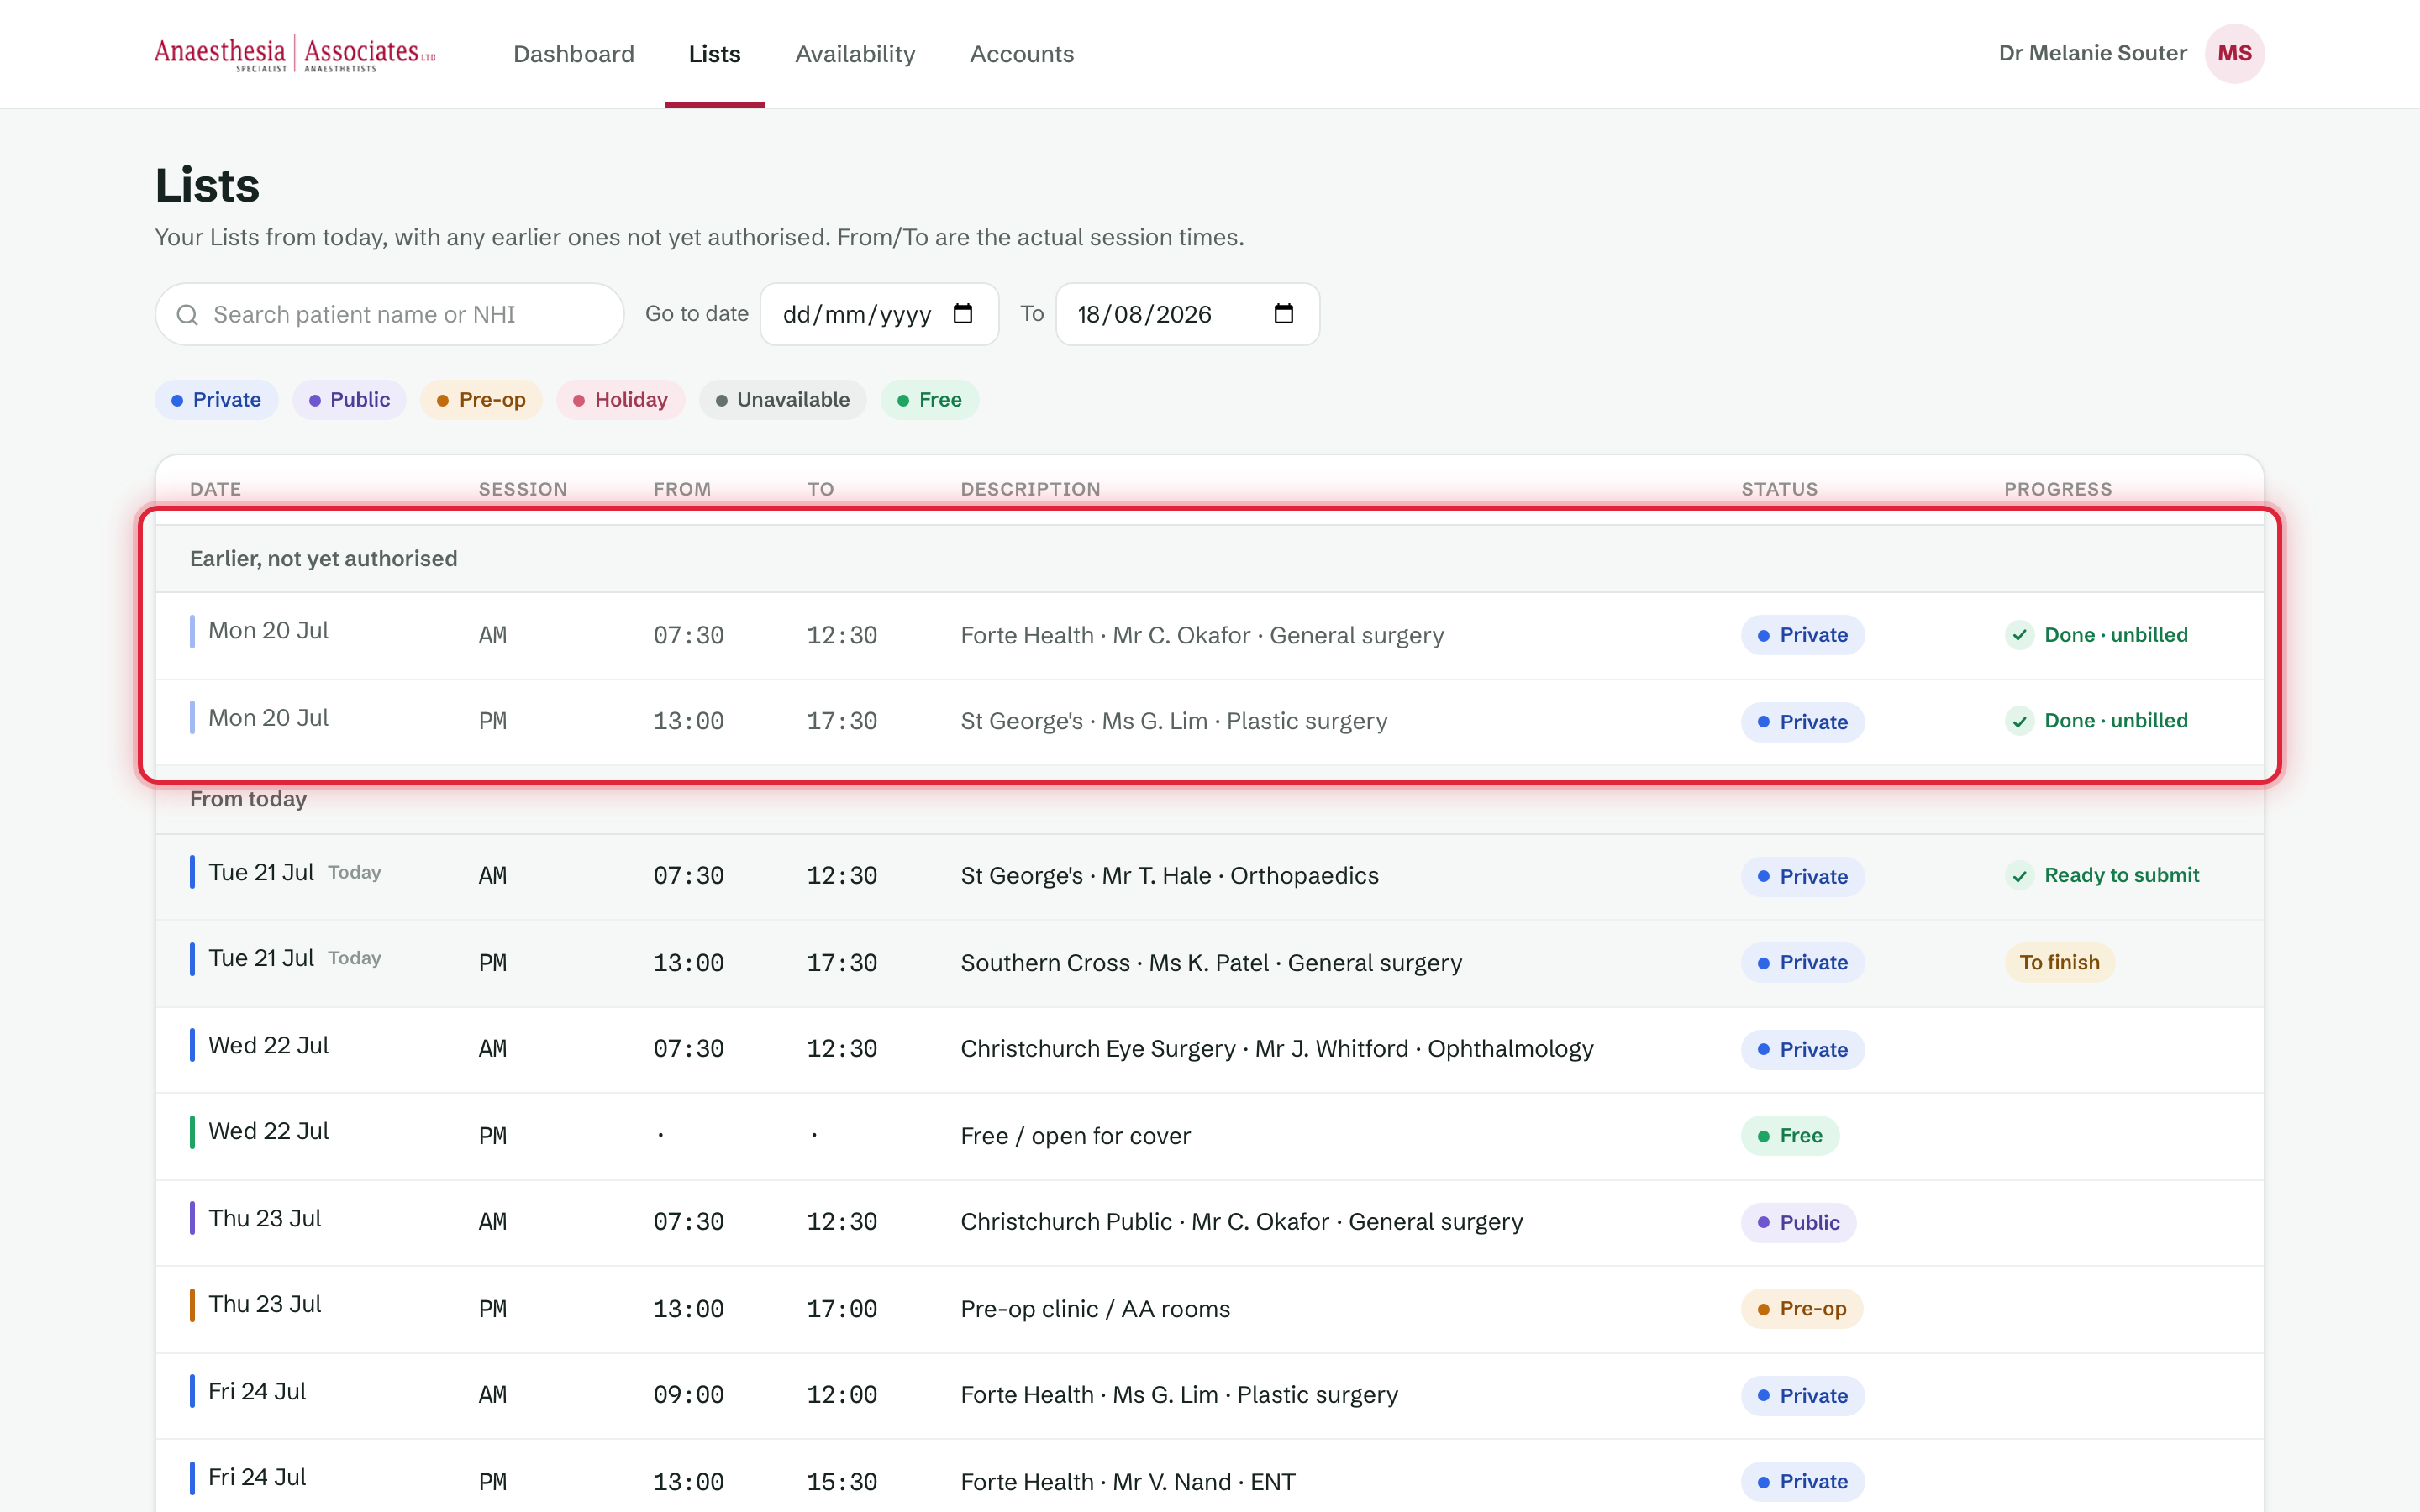 Anaesthesia Associates LTD
SPECIALIST ANAESTHETISTS
Dashboard
Lists
Availability
Accounts
Dr Melanie Souter
MS
Lists
Your Lists from today, with any earlier ones not yet authorised. From/To are the actual session times.
Search patient name or NHI
Go to date dd/mm/yyyy
To 18/08/2026
Private
Public
Pre-op
Holiday
Unavailable
Free
DATE SESSION FROM TO DESCRIPTION STATUS PROGRESS
Earlier, not yet authorised
Mon 20 Jul AM 07:30 12:30 Forte Health · Mr C. Okafor · General surgery Private Done · unbilled
Mon 20 Jul PM 13:00 17:30 St George's · Ms G. Lim · Plastic surgery Private Done · unbilled
From today
Tue 21 Jul Today AM 07:30 12:30 St George's · Mr T. Hale · Orthopaedics Private Ready to submit
Tue 21 Jul Today PM 13:00 17:30 Southern Cross · Ms K. Patel · General surgery Private To finish
Wed 22 Jul AM 07:30 12:30 Christchurch Eye Surgery · Mr J. Whitford · Ophthalmology Private
Wed 22 Jul PM · · Free / open for cover Free
Thu 23 Jul AM 07:30 12:30 Christchurch Public · Mr C. Okafor · General surgery Public
Thu 23 Jul PM 13:00 17:00 Pre-op clinic / AA rooms Pre-op
Fri 24 Jul AM 09:00 12:00 Forte Health · Ms G. Lim · Plastic surgery Private
Fri 24 Jul PM 13:00 15:30 Forte Health · Mr V. Nand · ENT Private